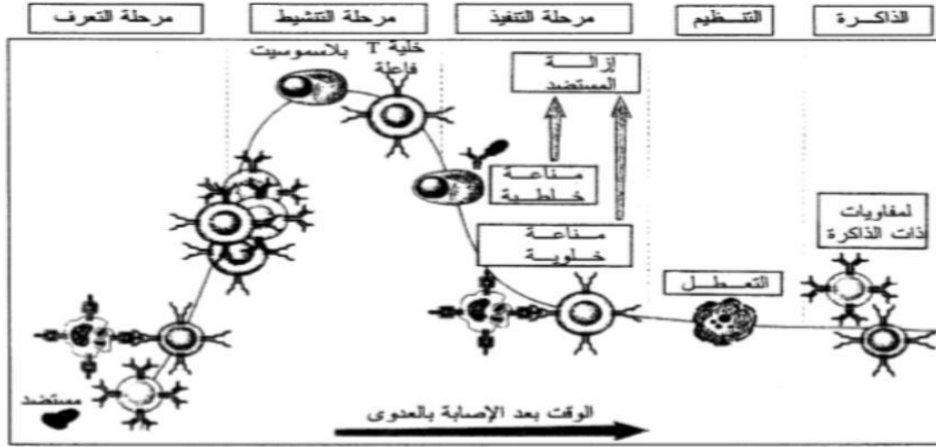 مرحلة التعرف
مرحلة التنشيط
مرحلة التنفيذ
التنظيم
الذاكرة
بلاسموسيت
خلية T
فاعلة
إزالة
المستضد
مناعة
خلطية
مناعة
خلوية
التعطل
لمفاويات
ذات الذاكرة
مستضد
الوقت بعد الإصابة بالعدوى